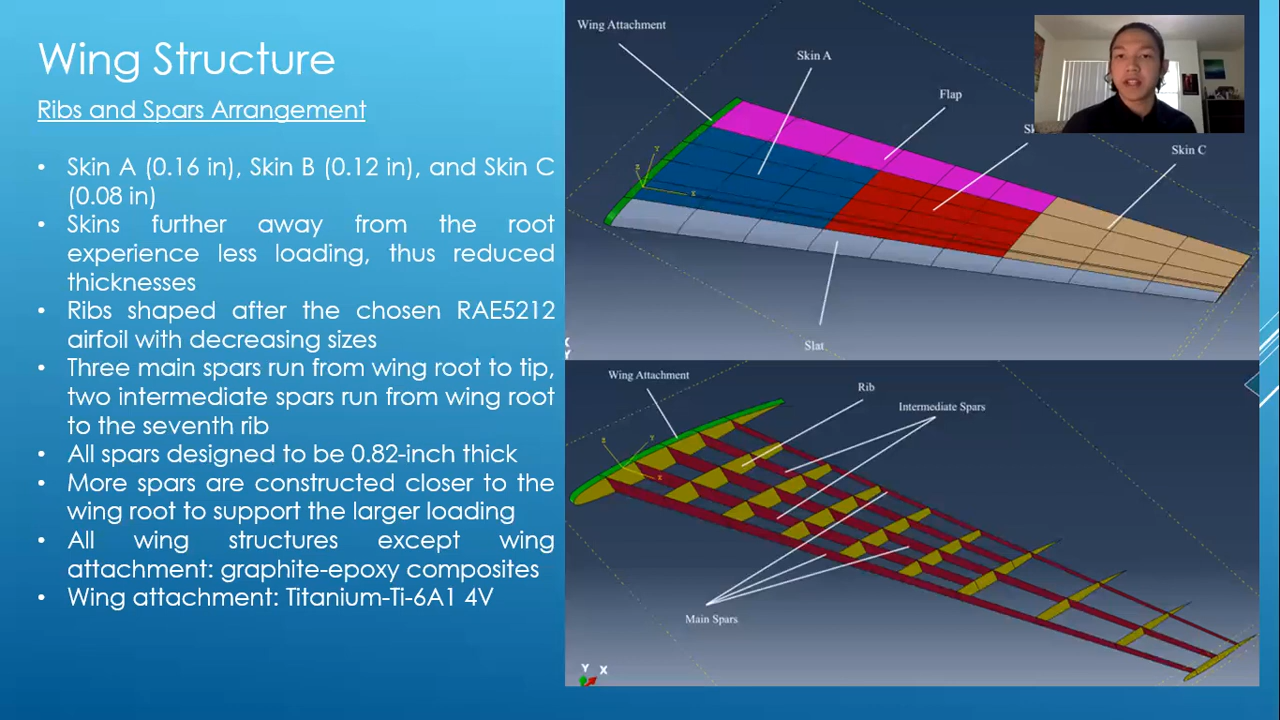 Wing Structure
Ribs and Spars Arrangement
• Skin A (0.16 in), Skin B (0.12 in), and Skin C
(0.08 in)
• Skins further away from the root
experience less loading, thus reduced
thicknesses
• Ribs shaped after the chosen RAE5212
airfoil with decreasing sizes
• Three main spars run from wing root to tip,
two intermediate spars run from wing root
to the seventh rib
• All spars designed to be 0.82-inch thick
• More spars are constructed closer to the
wing root to support the larger loading
• All wing structures except wing
attachment: graphite-epoxy composites
• Wing attachment: Titanium-Ti-6A1 4V
Wing Attachment
Skin A
Flap
Skin C
Slat
Wing Attachment
Rib
Intermediate Spars
Main Spars
Y X